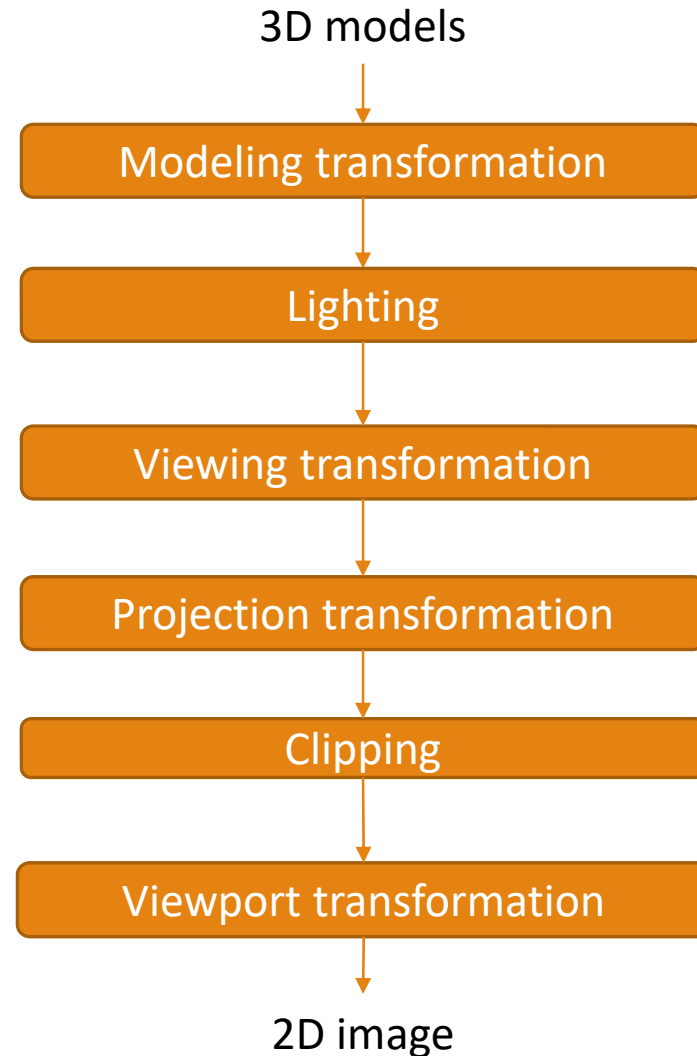 3D models
Modeling transformation
Lighting
Viewing transformation
Projection transformation
Clipping
Viewport transformation
2D image